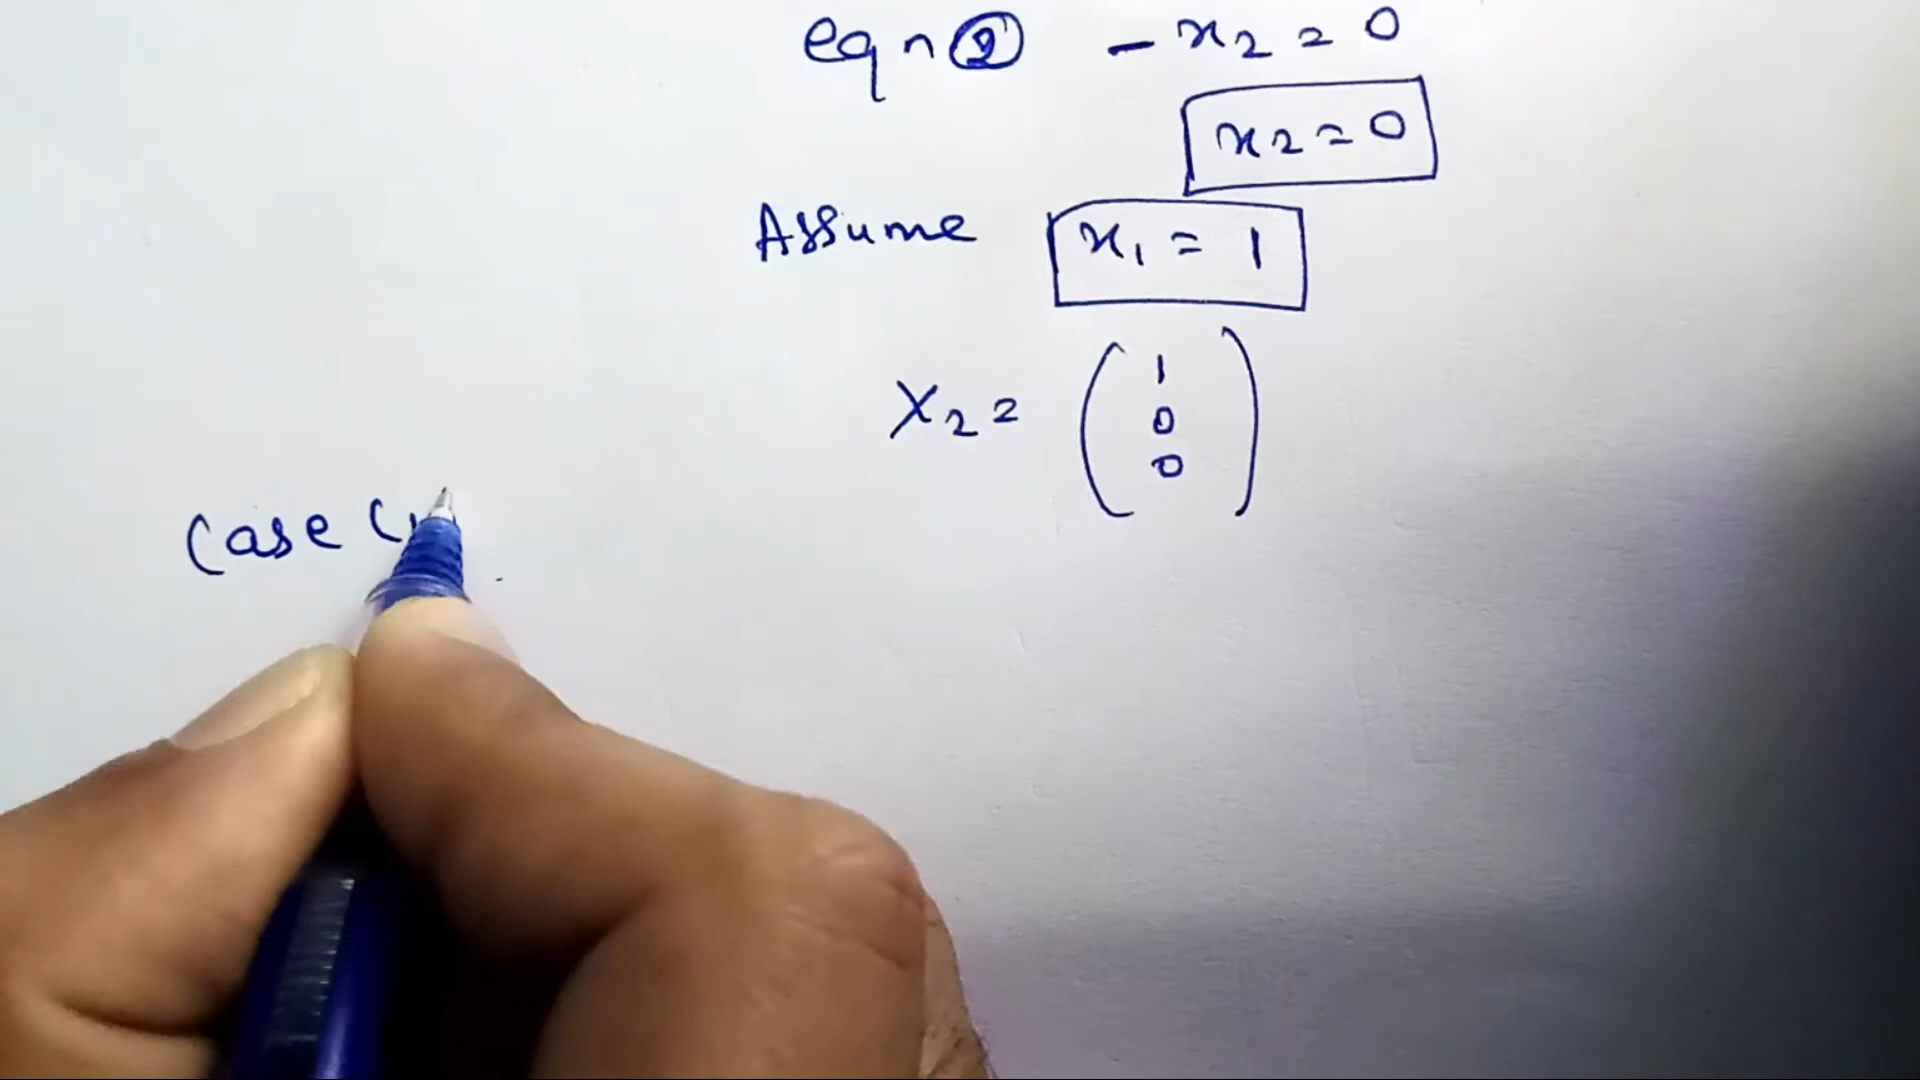 eqn ② - x2 = 0
x2 = 0
Assume x1 = 1
X2 = ( 1
0
0 )
Case (